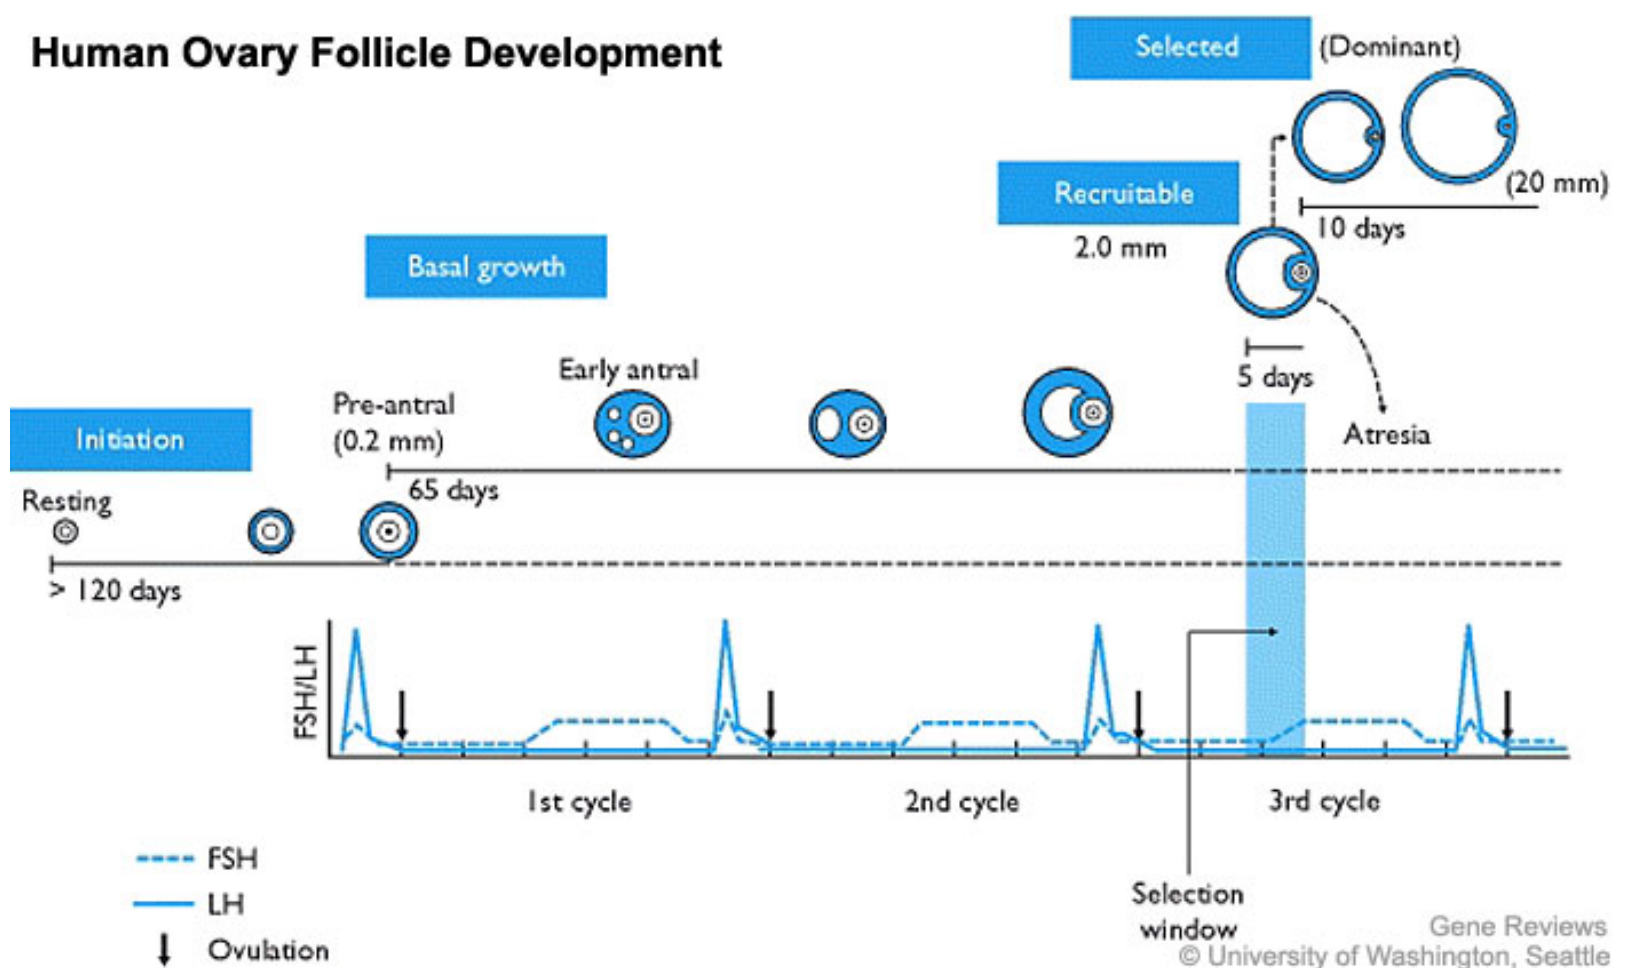 Human Ovary Follicle Development
Selected
(Dominant)
(20 mm)
10 days
Recruitable
2.0 mm
5 days
Atresia
Basal growth
Early antral
Pre-antral
(0.2 mm)
65 days
Initiation
Resting
> 120 days
FSH/LH
1st cycle
2nd cycle
3rd cycle
Selection
window
FSH
LH
Ovulation
Gene Reviews
© University of Washington, Seattle